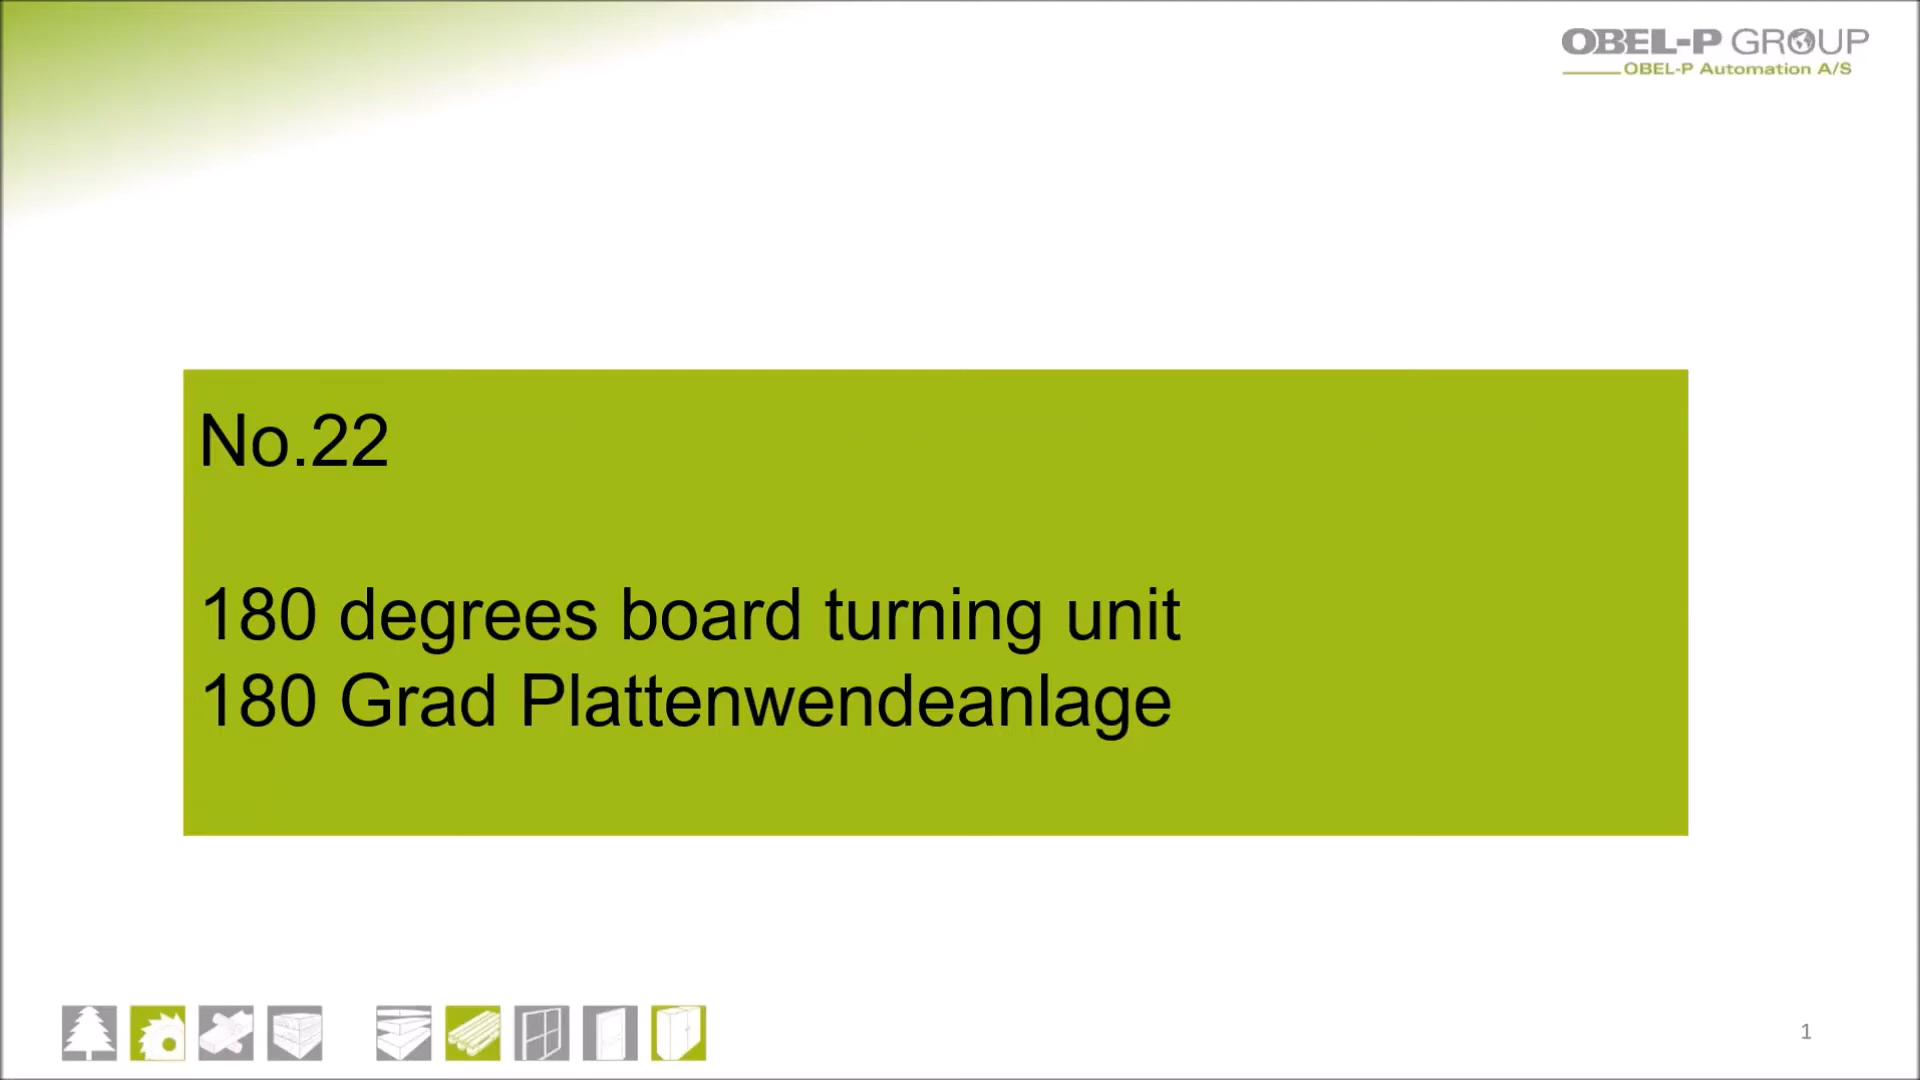 OBEL-P GROUP
OBEL-P Automation A/S
No.22
180 degrees board turning unit
180 Grad Plattenwendeanlage
1